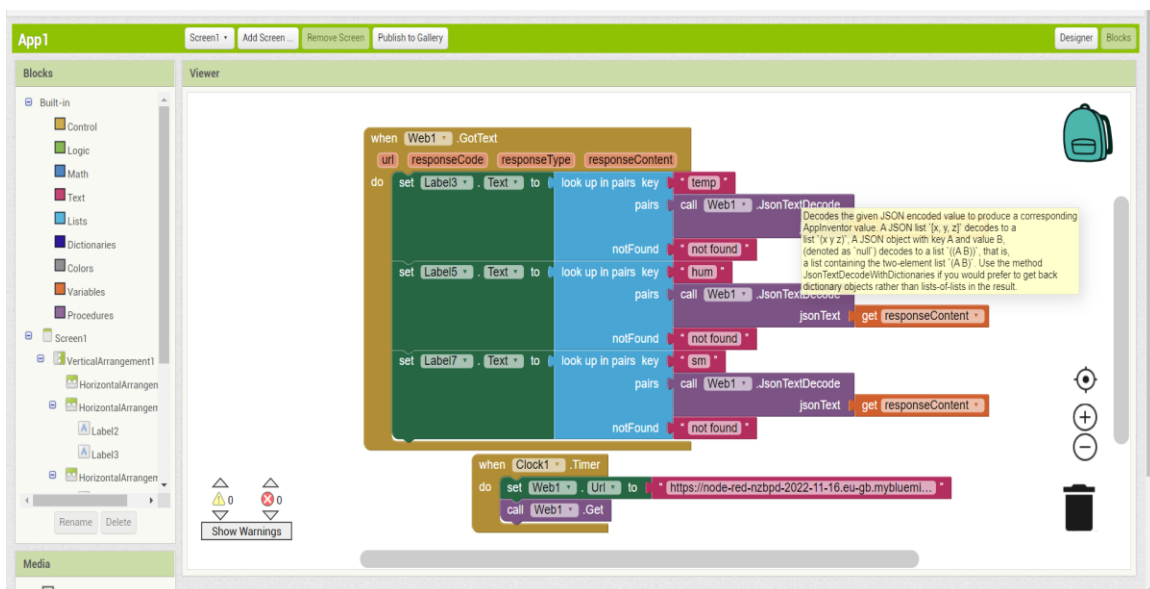 App1
Screen1 Add Screen ... Remove Screen Publish to Gallery Designer Blocks
Blocks
Viewer
Built-in
Control
Logic
Math
Text
Lists
Dictionaries
Colors
Variables
Procedures
Screen1
VerticalArrangement1
HorizontalArrangen
HorizontalArrangen
Label2
Label3
HorizontalArrangen
Rename Delete
Media
when Web1 .GotText
url responseCode responseType responseContent
do set Label3 . Text to look up in pairs key " temp "
pairs call Web1 .JsonTextDecode
notFound " not found "
Decodes the given JSON encoded value to produce a corresponding
AppInventor value. A JSON list `[x, y, z]` decodes to a
list `(x y z)`, A JSON object with key A and value B,
(denoted as `null`) decodes to a list `((A B))`, that is,
a list containing the two-element list `(A B)`. Use the method
JsonTextDecodeWithDictionaries if you would prefer to get back
dictionary objects rather than lists-of-lists in the result.
set Label5 . Text to look up in pairs key " hum "
pairs call Web1 .JsonTextDecode
jsonText get responseContent
notFound " not found "
set Label7 . Text to look up in pairs key " sm "
pairs call Web1 .JsonTextDecode
jsonText get responseContent
notFound " not found "
when Clock1 .Timer
do set Web1 . Url to " https://node-red-nzbpd-2022-11-16.eu-gb.mybluemi... "
call Web1 .Get
0 0
Show Warnings